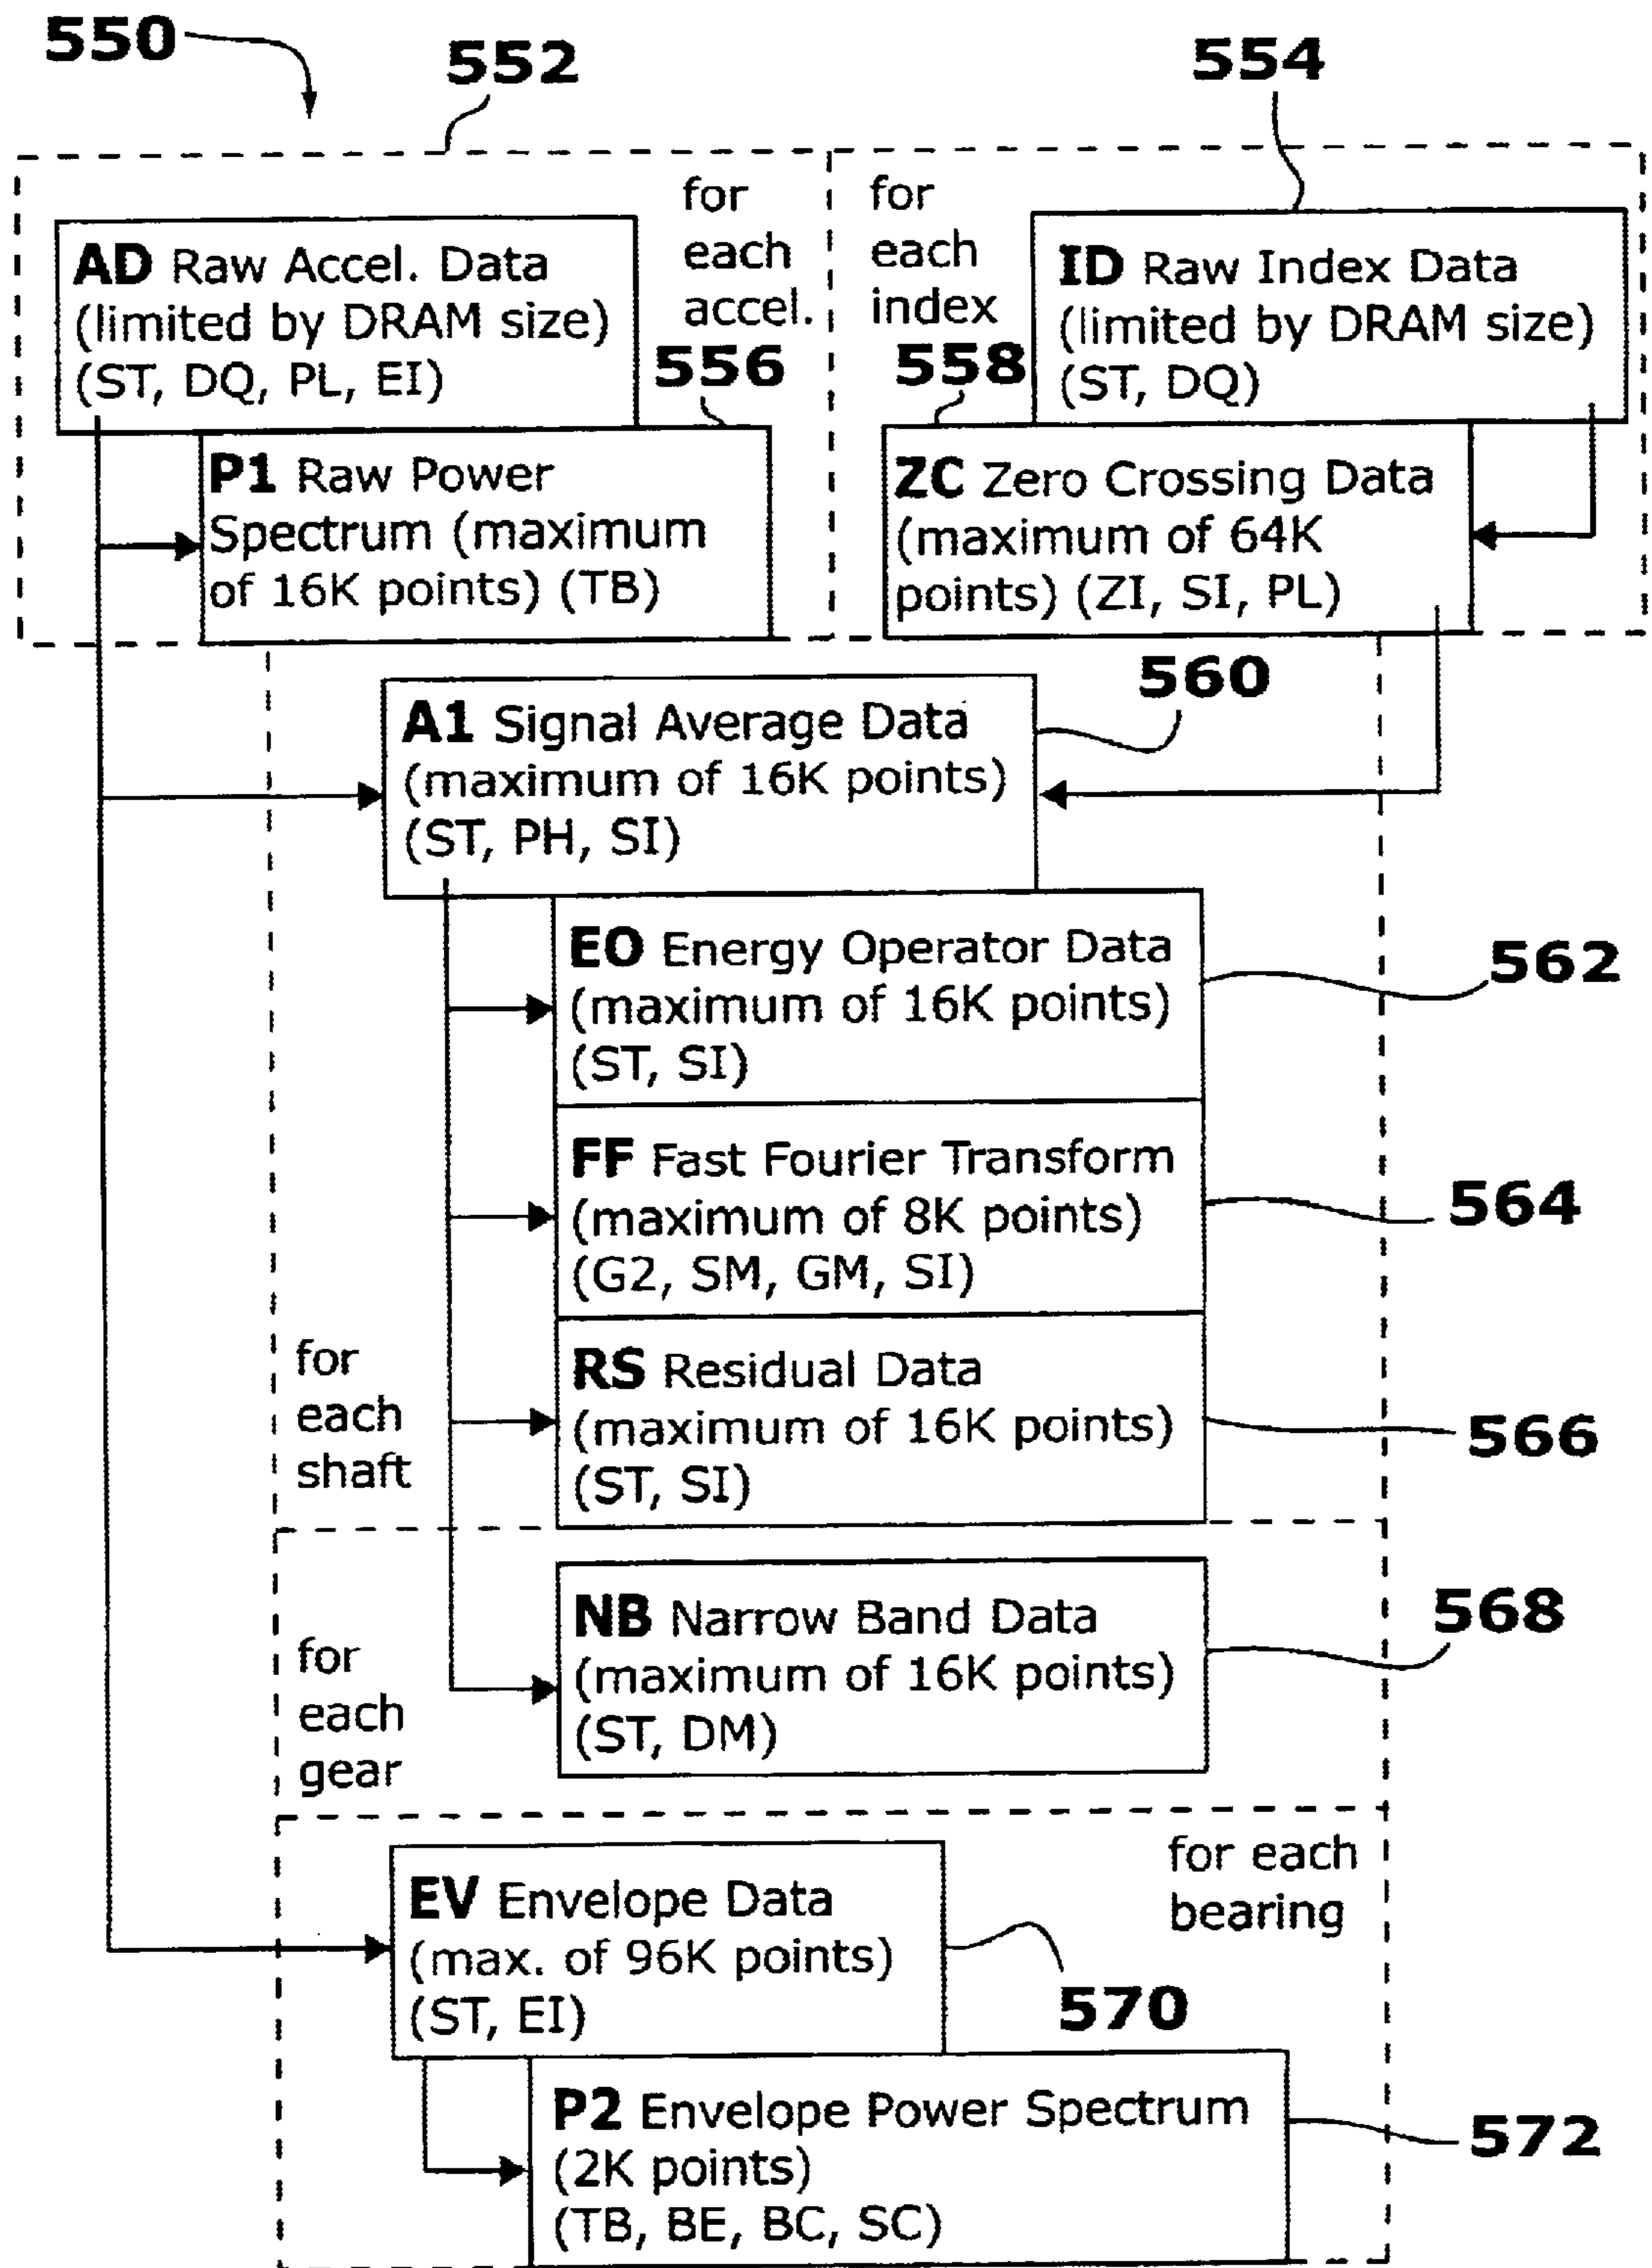 550
552
554
for
each
accel.
for
each
index
AD Raw Accel. Data
(limited by DRAM size)
(ST, DQ, PL, EI)
ID Raw Index Data
(limited by DRAM size)
(ST, DQ)
556
558
P1 Raw Power
Spectrum (maximum
of 16K points) (TB)
ZC Zero Crossing Data
(maximum of 64K
points) (ZI, SI, PL)
560
A1 Signal Average Data
(maximum of 16K points)
(ST, PH, SI)
EO Energy Operator Data
(maximum of 16K points)
(ST, SI)
562
FF Fast Fourier Transform
(maximum of 8K points)
(G2, SM, GM, SI)
564
for
each
shaft
RS Residual Data
(maximum of 16K points)
(ST, SI)
566
for
each
gear
NB Narrow Band Data
(maximum of 16K points)
(ST, DM)
568
for each
bearing
EV Envelope Data
(max. of 96K points)
(ST, EI)
570
P2 Envelope Power Spectrum
(2K points)
(TB, BE, BC, SC)
572